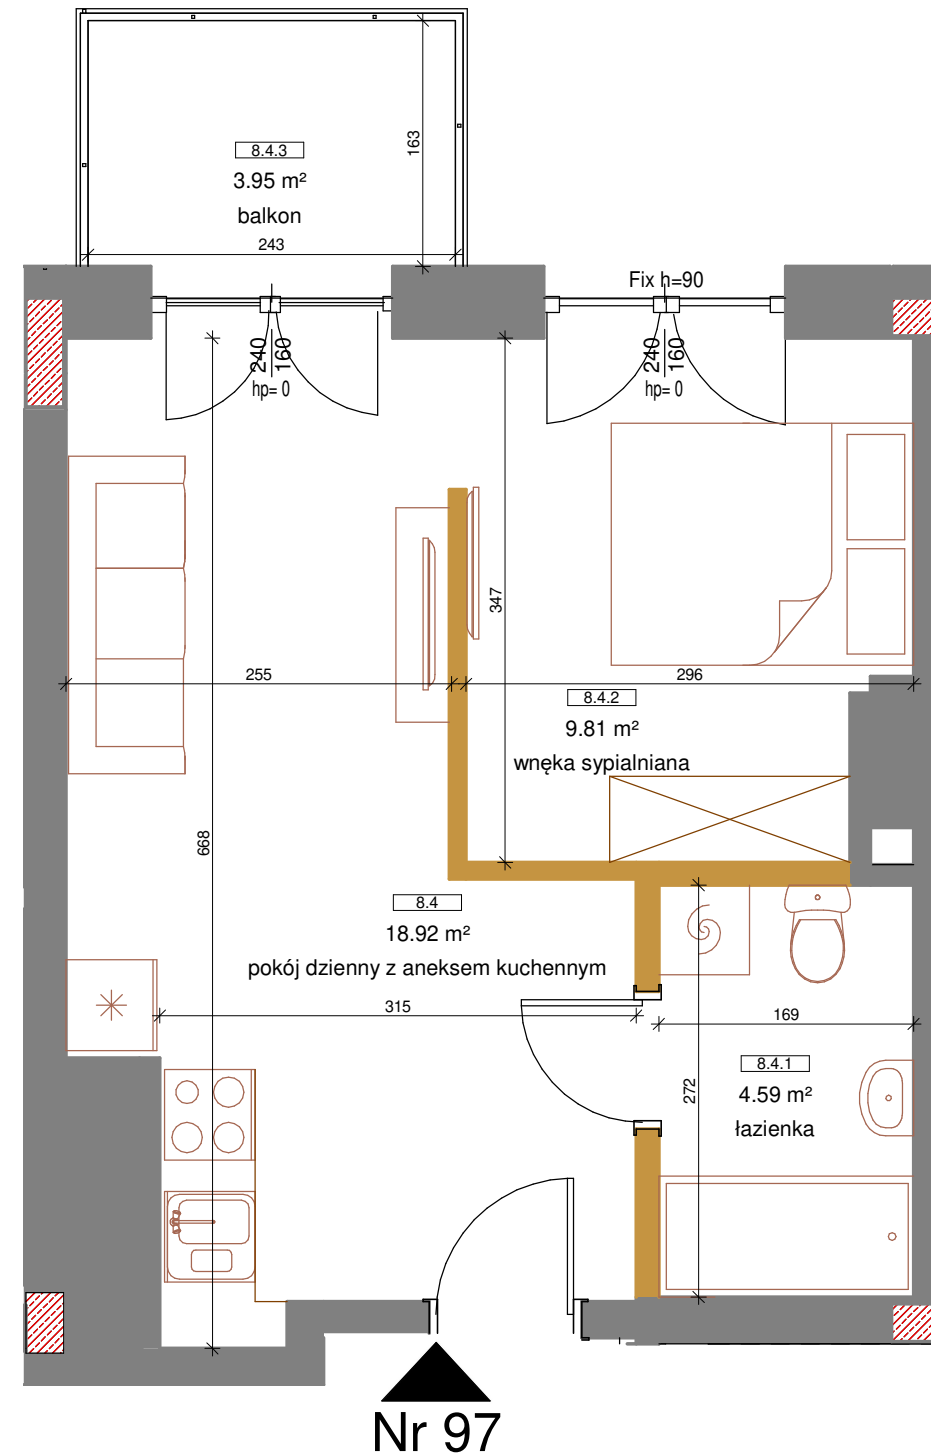 8.4.3
3.95 m²
balkon
163
243
Fix h=90
240
160
hp= 0
240
160
hp= 0
347
255
296
8.4.2
9.81 m²
wnęka sypialniana
668
8.4
18.92 m²
pokój dzienny z aneksem kuchennym
315
169
8.4.1
4.59 m²
łazienka
272
Nr 97